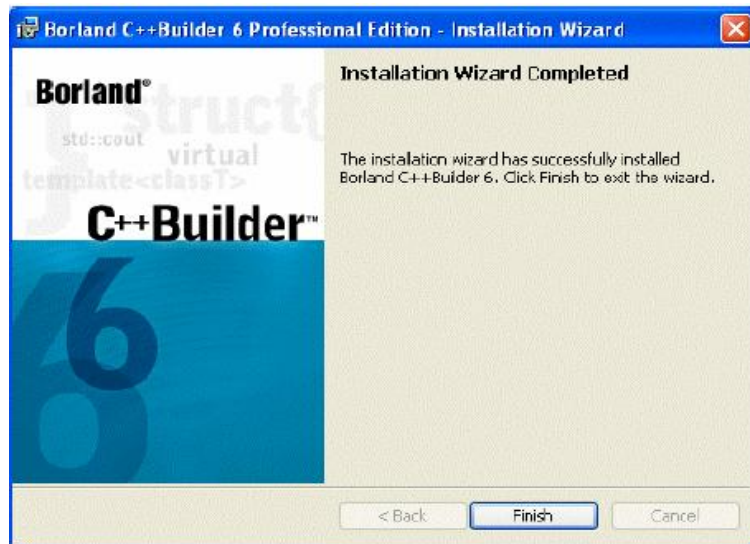 Borland C++Builder 6 Professional Edition - Installation Wizard
Borland®
struct{
std::cout
virtual
template<classT>
C++Builder™
6
6
Installation Wizard Completed
The installation wizard has successfully installed
Borland C++Builder 6. Click Finish to exit the wizard.
< Back
Finish
Cancel